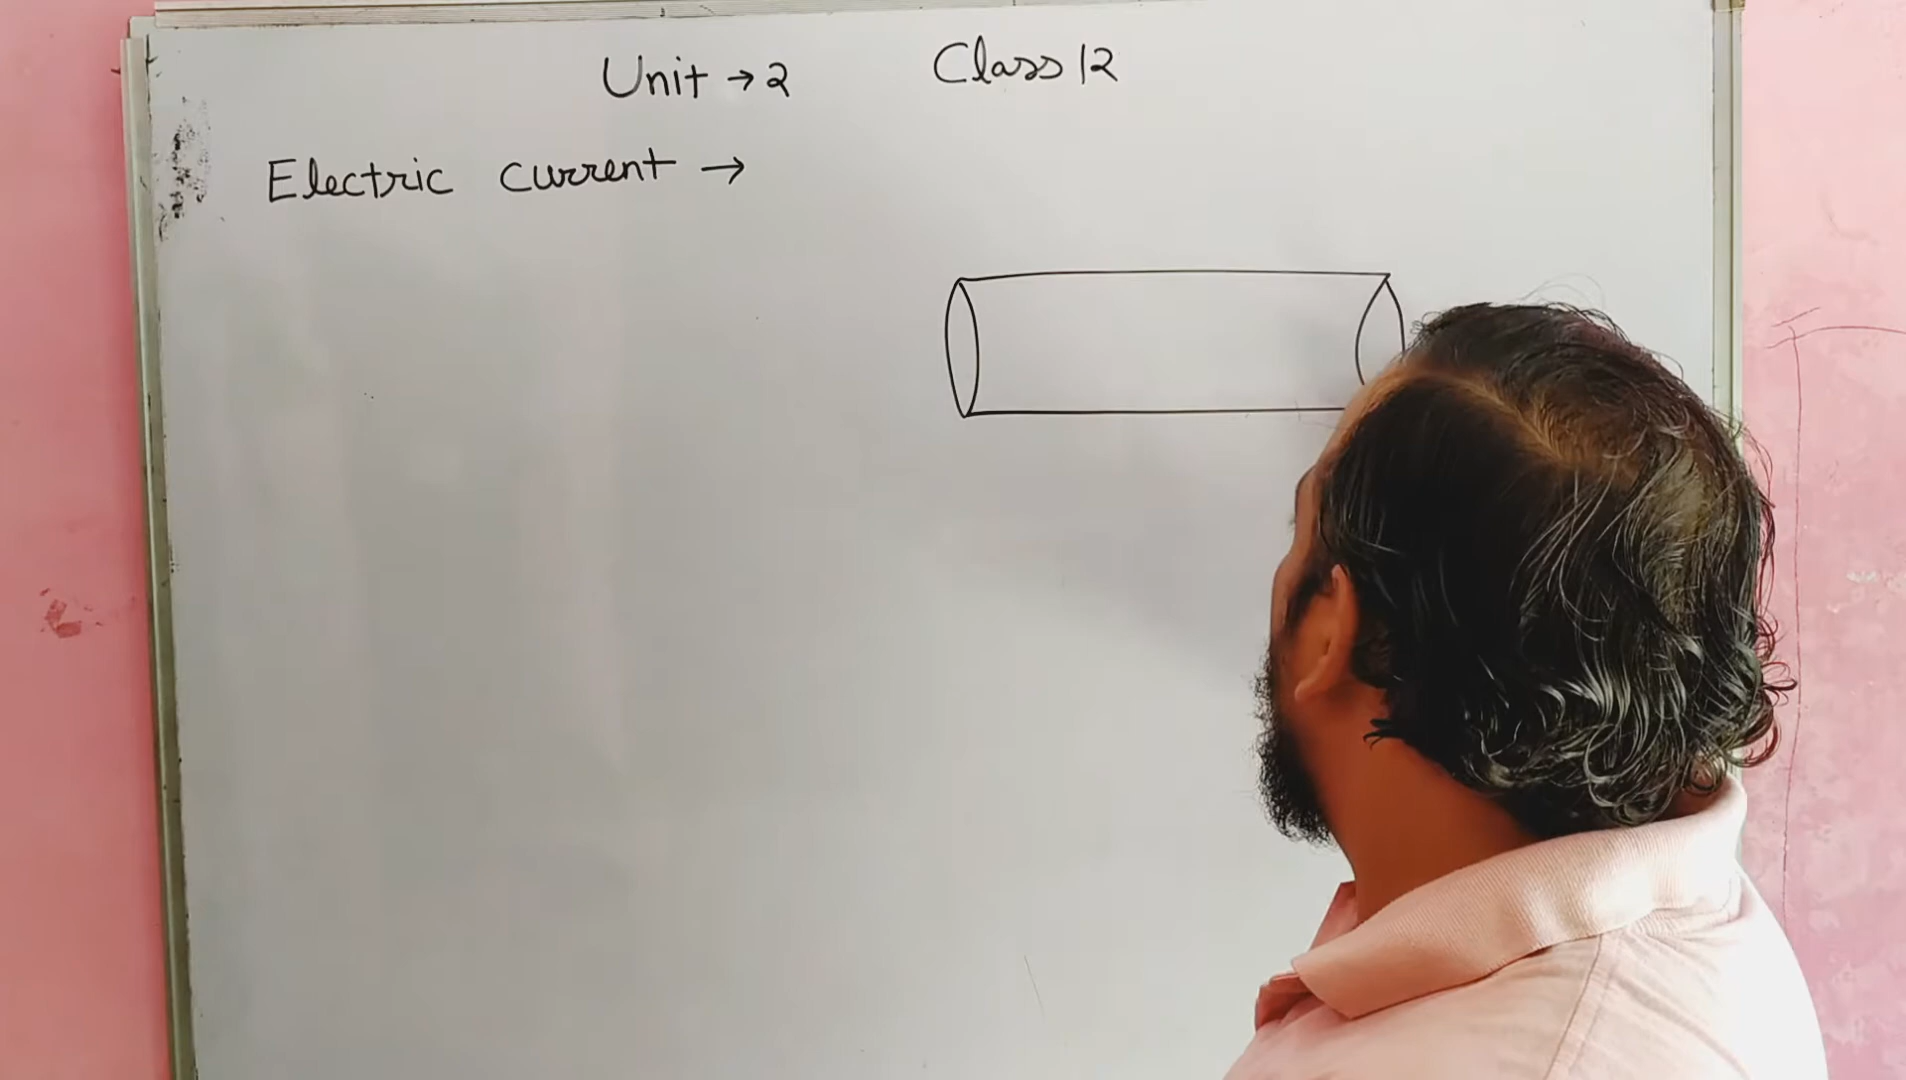 Unit → 2 Class 12
Electric current →